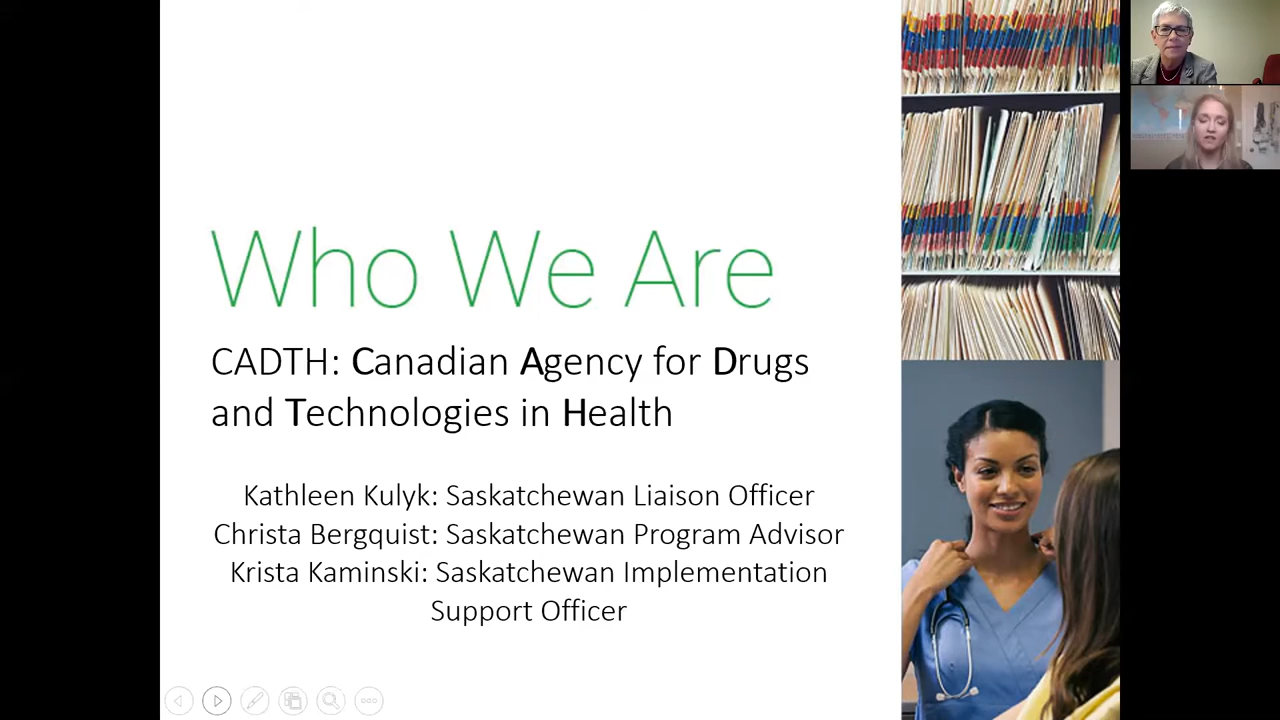 Who We Are
CADTH: Canadian Agency for Drugs
and Technologies in Health
Kathleen Kulyk: Saskatchewan Liaison Officer
Christa Bergquist: Saskatchewan Program Advisor
Krista Kaminski: Saskatchewan Implementation
Support Officer